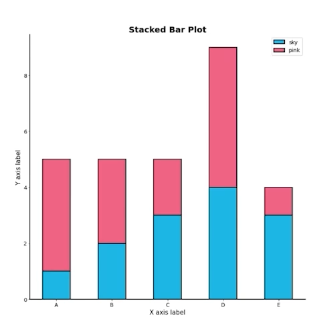 Stacked Bar Plot
sky
pink
Y axis label
8
6
4
2
0
A B C D E
X axis label